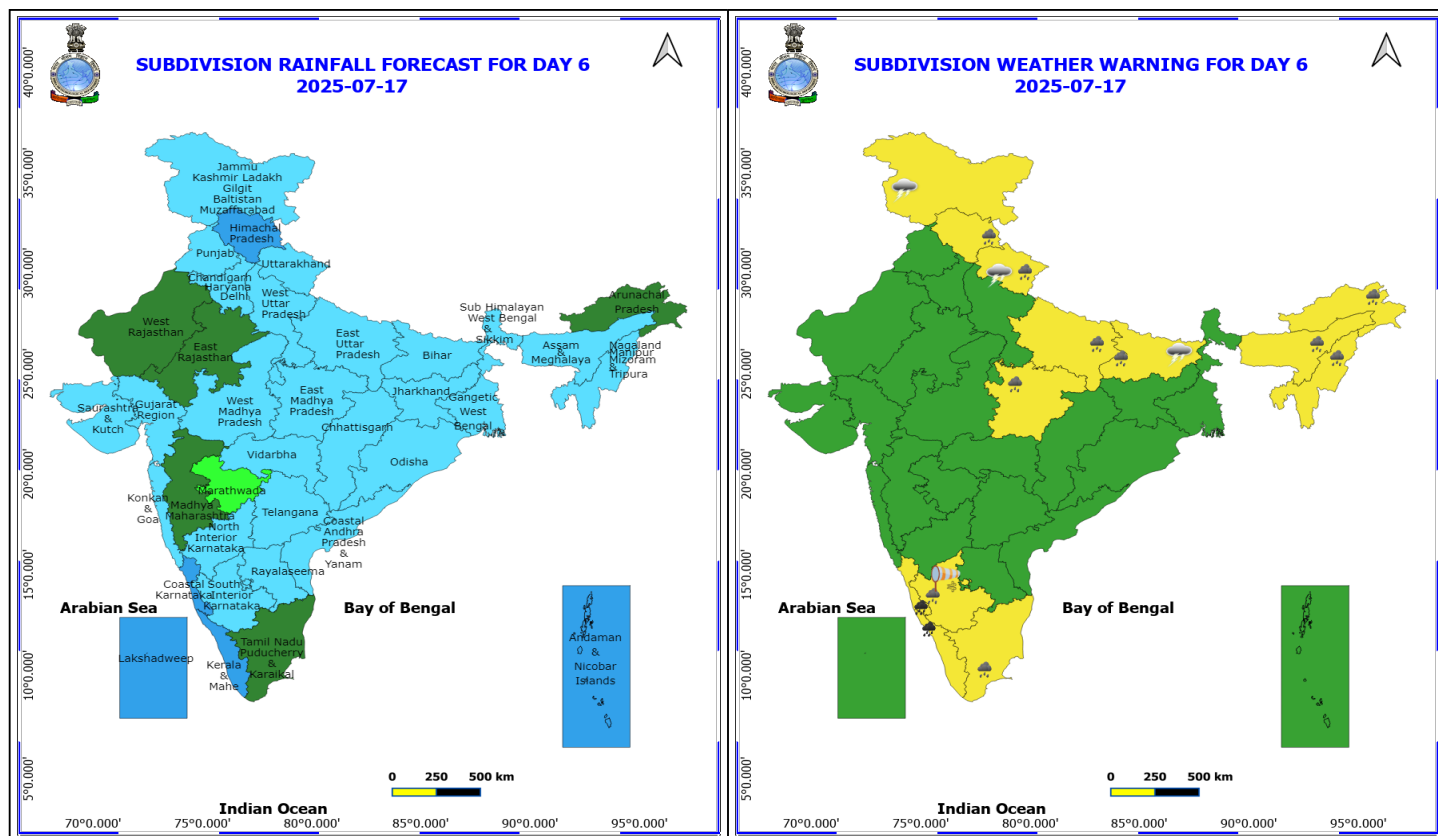 SUBDIVISION RAINFALL FORECAST FOR DAY 6
2025-07-17
40°0.000'
35°0.000'
30°0.000'
25°0.000'
20°0.000'
15°0.000'
10°0.000'
5°0.000'
Jammu
Kashmir Ladakh
Gilgit
Baltistan
Muzaffarabad
Himachal
Pradesh
Punjab
Uttarakhand
Chandigarh
Haryana
Delhi
West
Uttar
Pradesh
West
Rajasthan
East
Rajasthan
East
Uttar
Pradesh
Bihar
Sub Himalayan
West Bengal
&
Sikkim
Arunachal
Pradesh
Assam
&
Meghalaya
Nagaland
Manipur
Mizoram
&
Tripura
Saurashtra
&
Kutch
Gujarat
Region
West
Madhya
Pradesh
East
Madhya
Pradesh
Jharkhand
Gangetic
West
Bengal
Chhattisgarh
Vidarbha
Odisha
Marathwada
Konkan
&
Goa
Madhya
Maharashtra
Telangana
North
Interior
Karnataka
Coastal
Andhra
Pradesh
&
Yanam
Rayalaseema
Coastal
Karnataka
South
Interior
Karnataka
Arabian Sea
Bay of Bengal
Lakshadweep
Tamil Nadu
Puducherry
&
Karaikal
Kerala
&
Mahe
Andaman
&
Nicobar
Islands
0 250 500 km
Indian Ocean
70°0.000' 75°0.000' 80°0.000' 85°0.000' 90°0.000' 95°0.000'
SUBDIVISION WEATHER WARNING FOR DAY 6
2025-07-17
40°0.000'
35°0.000'
30°0.000'
25°0.000'
20°0.000'
15°0.000'
10°0.000'
5°0.000'
Arabian Sea
Bay of Bengal
0 250 500 km
Indian Ocean
70°0.000' 75°0.000' 80°0.000' 85°0.000' 90°0.000' 95°0.000'